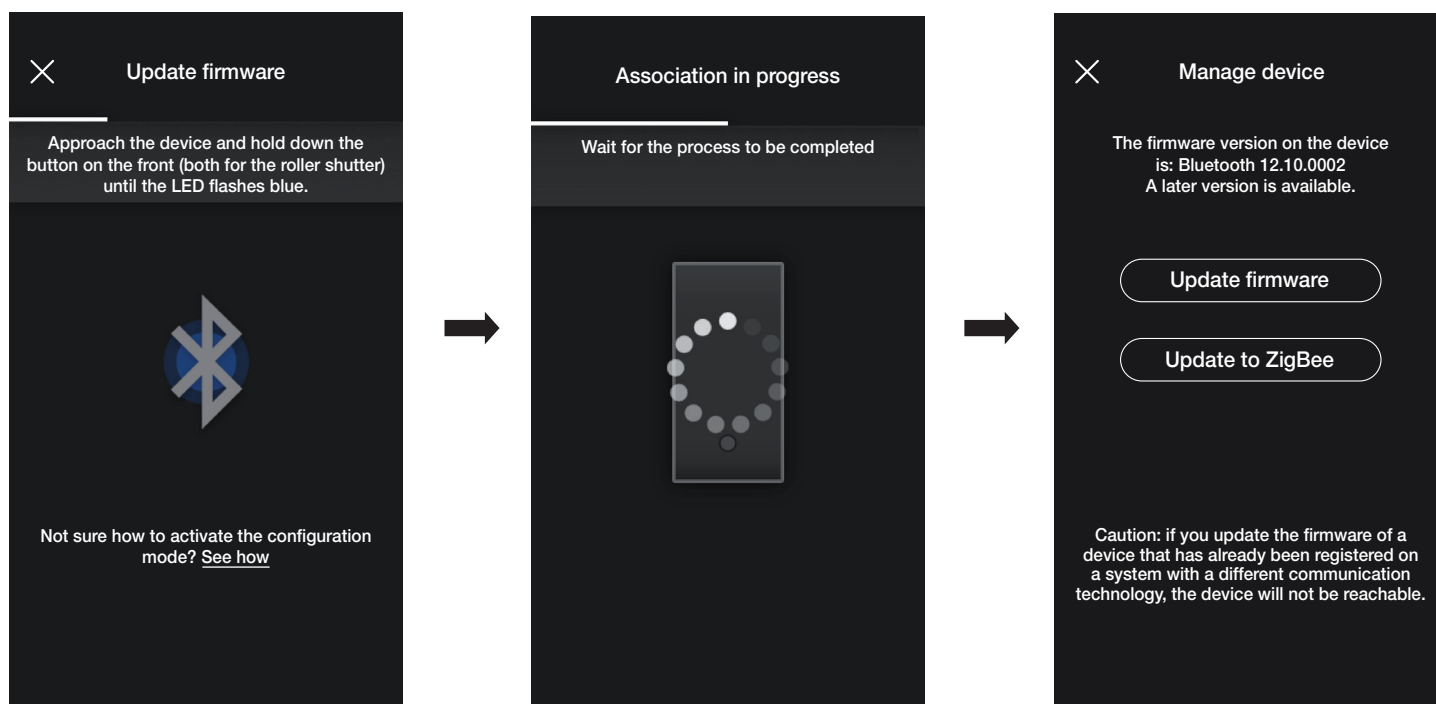 Update firmware
Approach the device and hold down the
button on the front (both for the roller shutter)
until the LED flashes blue.
Not sure how to activate the configuration
mode? See how
Association in progress
Wait for the process to be completed
Manage device
The firmware version on the device
is: Bluetooth 12.10.0002
A later version is available.
Update firmware
Update to ZigBee
Caution: if you update the firmware of a
device that has already been registered on
a system with a different communication
technology, the device will not be reachable.